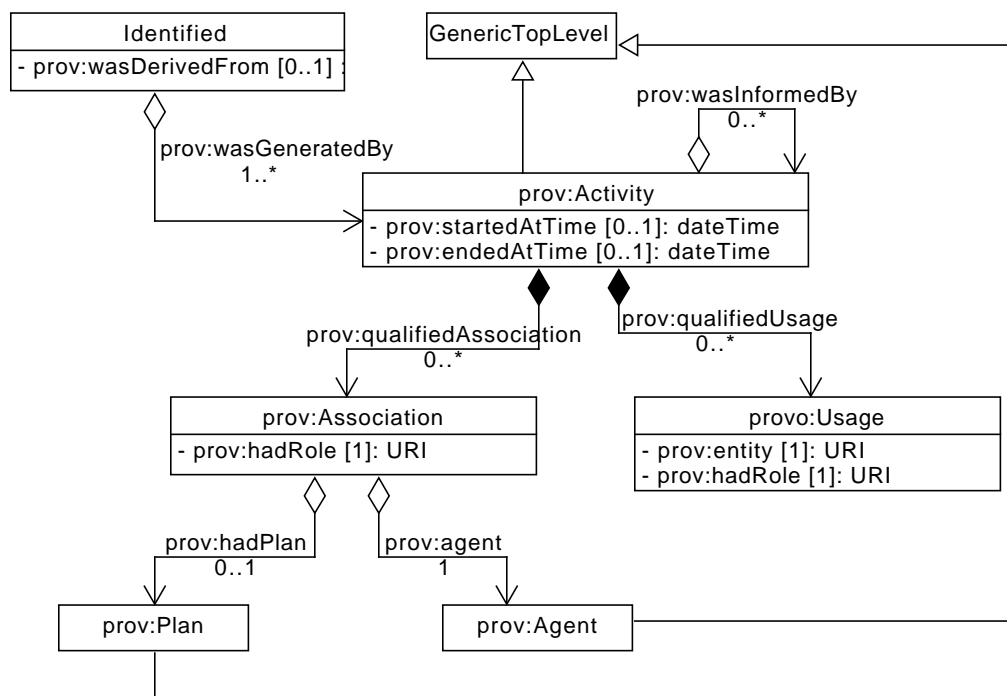 Identified
- prov:wasDerivedFrom [0..1] :
GenericTopLevel
prov:wasInformedBy
0..*
prov:wasGeneratedBy
1..*
prov:Activity
- prov:startedAtTime [0..1]: dateTime
- prov:endedAtTime [0..1]: dateTime
prov:qualifiedAssociation
0..*
prov:qualifiedUsage
0..*
prov:Association
- prov:hadRole [1]: URI
provo:Usage
- prov:entity [1]: URI
- prov:hadRole [1]: URI
prov:hadPlan
0..1
prov:agent
1
prov:Plan
prov:Agent